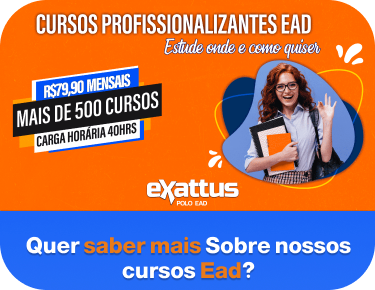 CURSOS PROFISSIONALIZANTES EAD
Estude onde e como quiser
R$79,90 MENSAIS
MAIS DE 500 CURSOS
CARGA HORÁRIA 40HRS
exattus
POLO EAD
Quer saber mais Sobre nossos
cursos Ead?